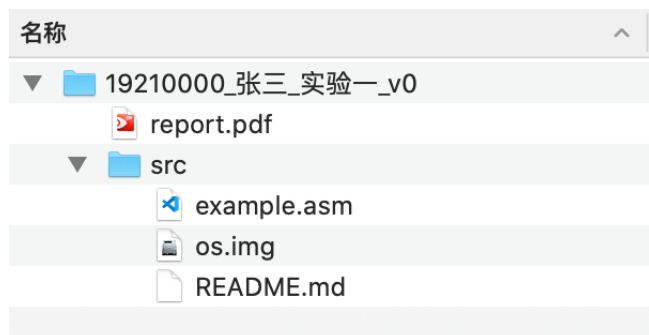 名称
19210000_张三_实验一_v0
report.pdf
src
example.asm
os.img
README.md